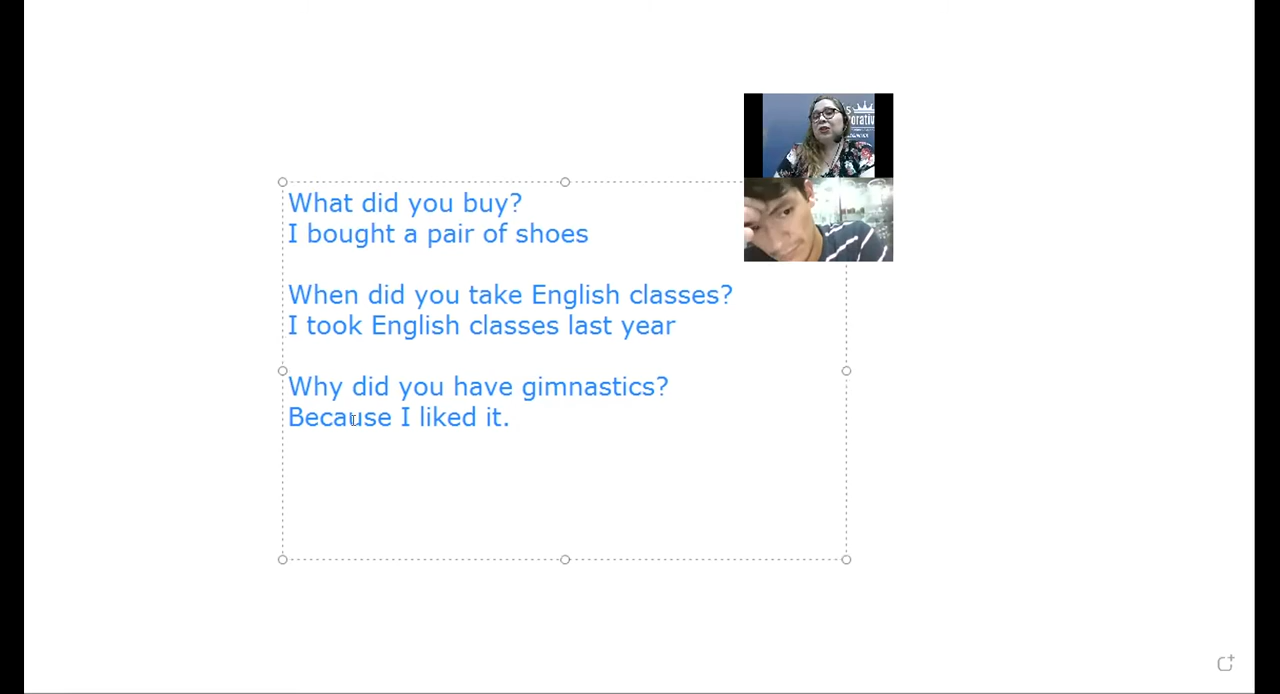 What did you buy?
I bought a pair of shoes
When did you take English classes?
I took English classes last year
Why did you have gimnastics?
Because I liked it.